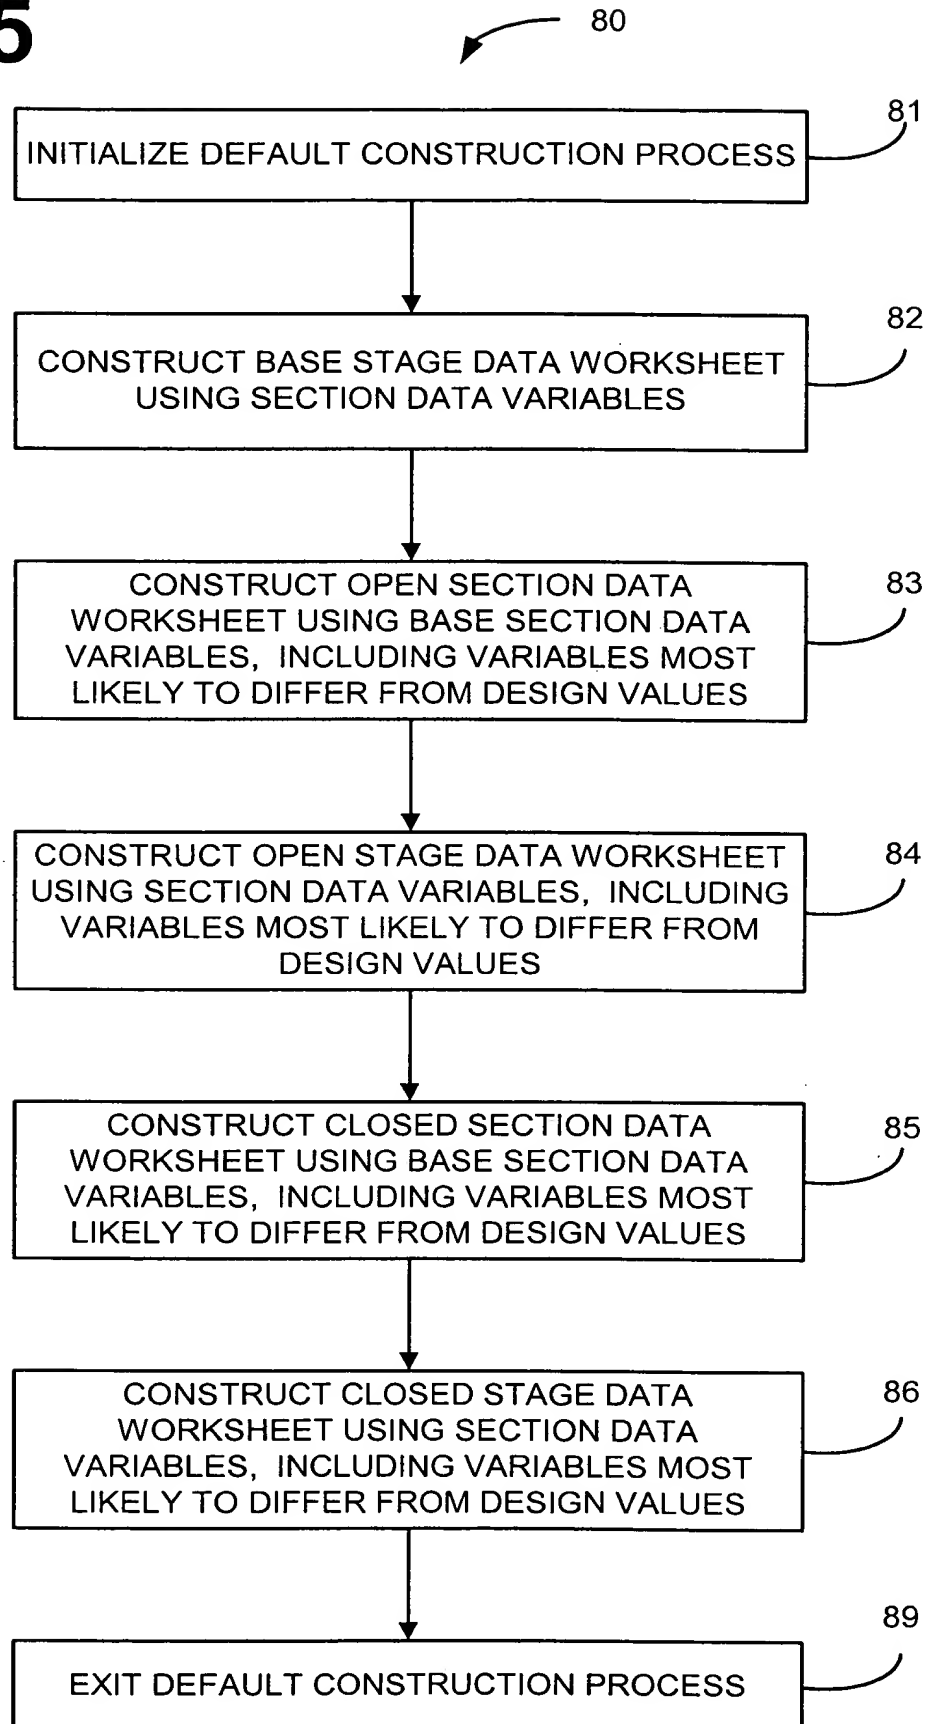 5
80
81
INITIALIZE DEFAULT CONSTRUCTION PROCESS
82
CONSTRUCT BASE STAGE DATA WORKSHEET
USING SECTION DATA VARIABLES
83
CONSTRUCT OPEN SECTION DATA
WORKSHEET USING BASE SECTION DATA
VARIABLES, INCLUDING VARIABLES MOST
LIKELY TO DIFFER FROM DESIGN VALUES
84
CONSTRUCT OPEN STAGE DATA WORKSHEET
USING SECTION DATA VARIABLES, INCLUDING
VARIABLES MOST LIKELY TO DIFFER FROM
DESIGN VALUES
85
CONSTRUCT CLOSED SECTION DATA
WORKSHEET USING BASE SECTION DATA
VARIABLES, INCLUDING VARIABLES MOST
LIKELY TO DIFFER FROM DESIGN VALUES
86
CONSTRUCT CLOSED STAGE DATA
WORKSHEET USING SECTION DATA
VARIABLES, INCLUDING VARIABLES MOST
LIKELY TO DIFFER FROM DESIGN VALUES
89
EXIT DEFAULT CONSTRUCTION PROCESS